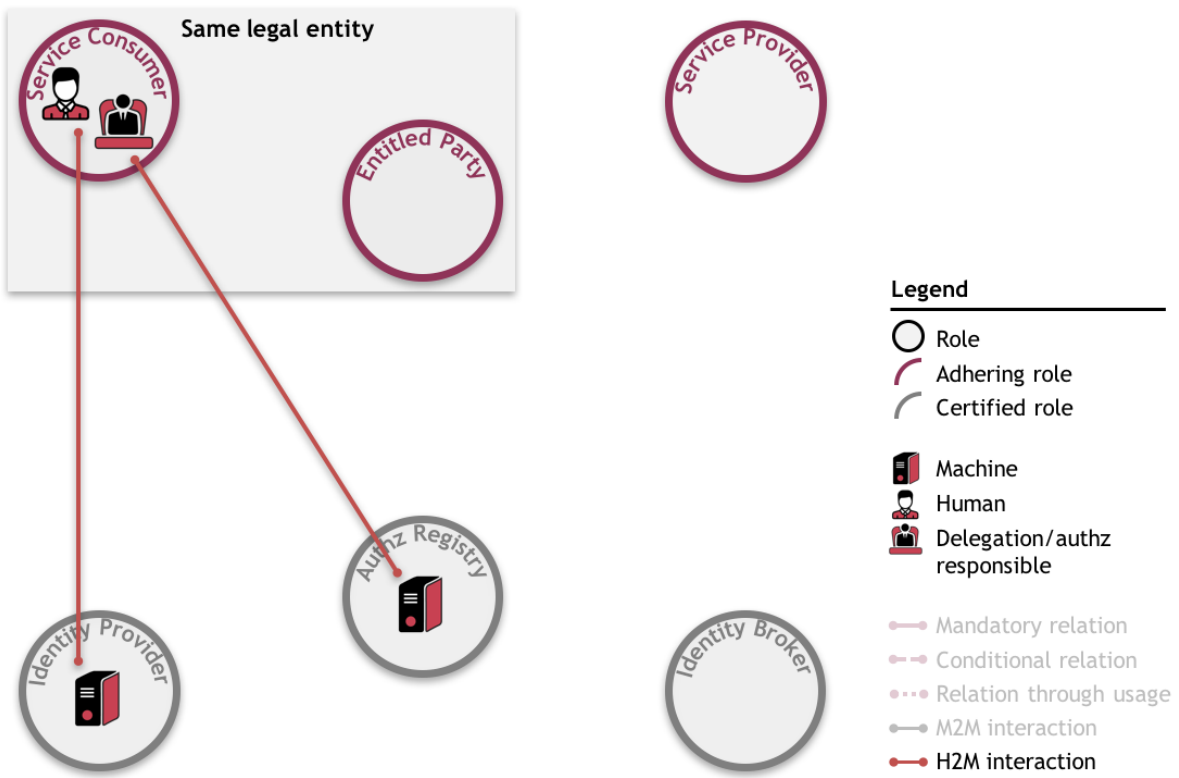 Same legal entity
Service Consumer
Service Provider
Entitled Party
Legend
Role
Adhering role
Certified role
Machine
Human
Delegation/authz
responsible
Authz Registry
Identity Provider
Identity Broker
Mandatory relation
Conditional relation
Relation through usage
M2M interaction
H2M interaction